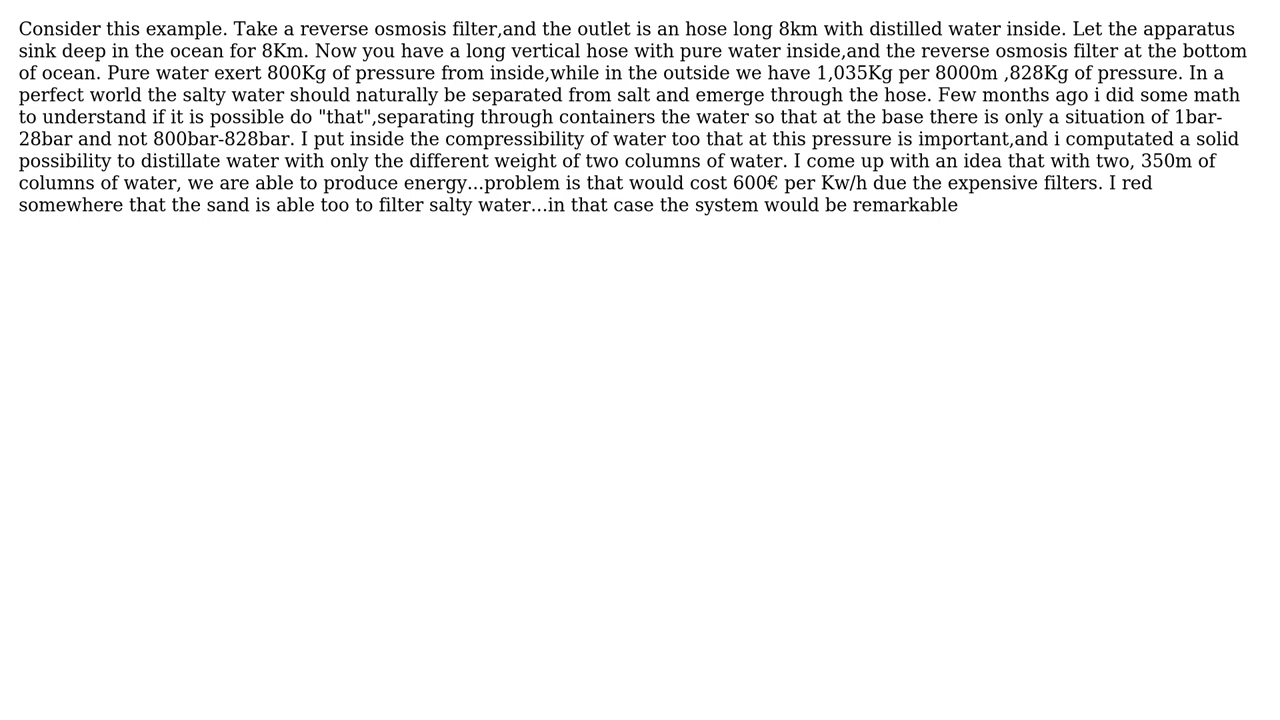 Consider this example. Take a reverse osmosis filter,and the outlet is an hose long 8km with distilled water inside. Let the apparatus
sink deep in the ocean for 8Km. Now you have a long vertical hose with pure water inside,and the reverse osmosis filter at the bottom
of ocean. Pure water exert 800Kg of pressure from inside,while in the outside we have 1,035Kg per 8000m ,828Kg of pressure. In a
perfect world the salty water should naturally be separated from salt and emerge through the hose. Few months ago i did some math
to understand if it is possible do "that",separating through containers the water so that at the base there is only a situation of 1bar-
28bar and not 800bar-828bar. I put inside the compressibility of water too that at this pressure is important,and i computated a solid
possibility to distillate water with only the different weight of two columns of water. I come up with an idea that with two, 350m of
columns of water, we are able to produce energy...problem is that would cost 600€ per Kw/h due the expensive filters. I red
somewhere that the sand is able too to filter salty water...in that case the system would be remarkable